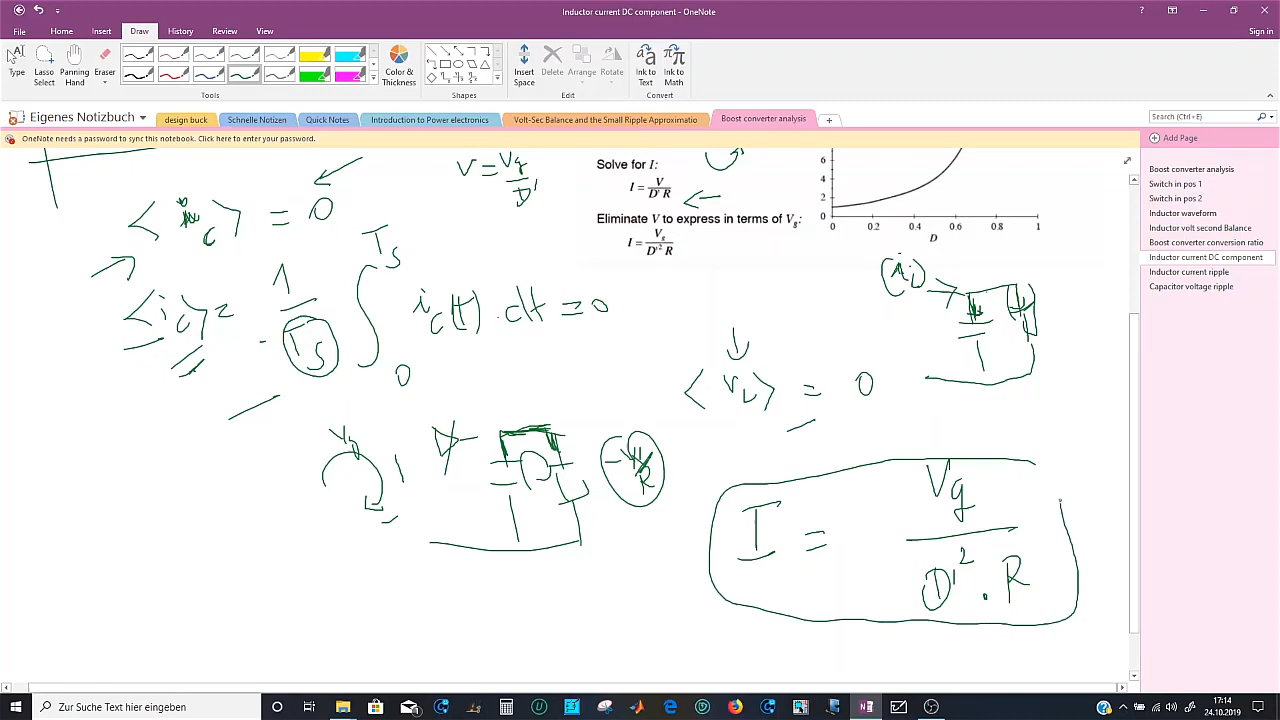 Inductor current DC component - OneNote
Sign in
File Home Insert Draw History Review View
Type
Lasso Select
Panning Hand
Eraser
Color & Thickness
Insert Space
Delete
Arrange
Rotate
Ink to Text
Ink to Math
Tools
Shapes
Edit
Convert
Eigenes Notizbuch
design buck
Schnelle Notizen
Quick Notes
Introduction to Power electronics
Volt-Sec Balance and the Small Ripple Approximatio
Boost converter analysis
Search (Ctrl+E)
OneNote needs a password to sync this notebook. Click here to enter your password.
Add Page
Boost converter analysis
Switch in pos 1
Switch in pos 2
Inductor waveform
Inductor volt second Balance
Boost converter conversion ratio
Inductor current DC component
Inductor current ripple
Capacitor voltage ripple
V = Vg / D'
Solve for I:
I = V / D' R
Eliminate V to express in terms of Vg:
I = Vg / D'² R
6
4
2
0
0 0.2 0.4 0.6 0.8 1
D
= 0
<ic> = 1/Ts ∫ 0 Ts ic(t) . dt = 0
<vL> = 0
Vg
I = Vg / D'² . R
Zur Suche Text hier eingeben
17:14
24.10.2019